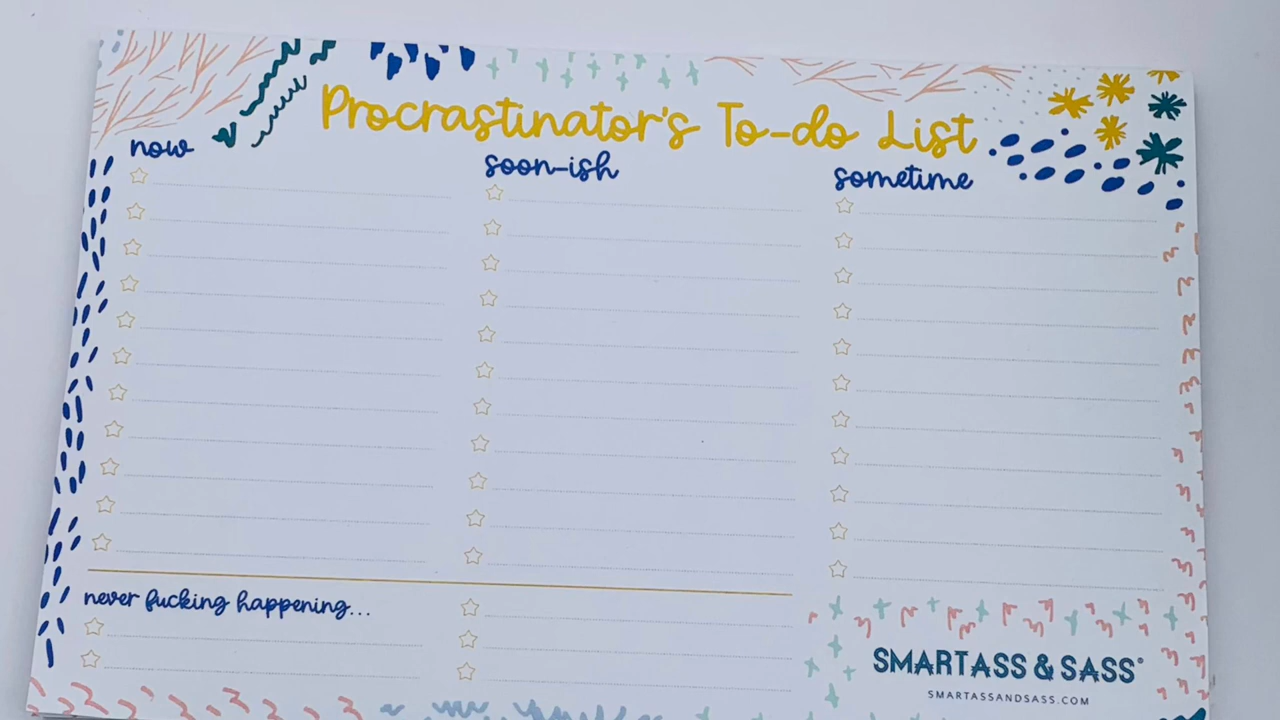 Procrastinator's To-do List
now
soon-ish
sometime
never fucking happening...
SMARTASS & SASS®
SMARTASSANDSASS.COM